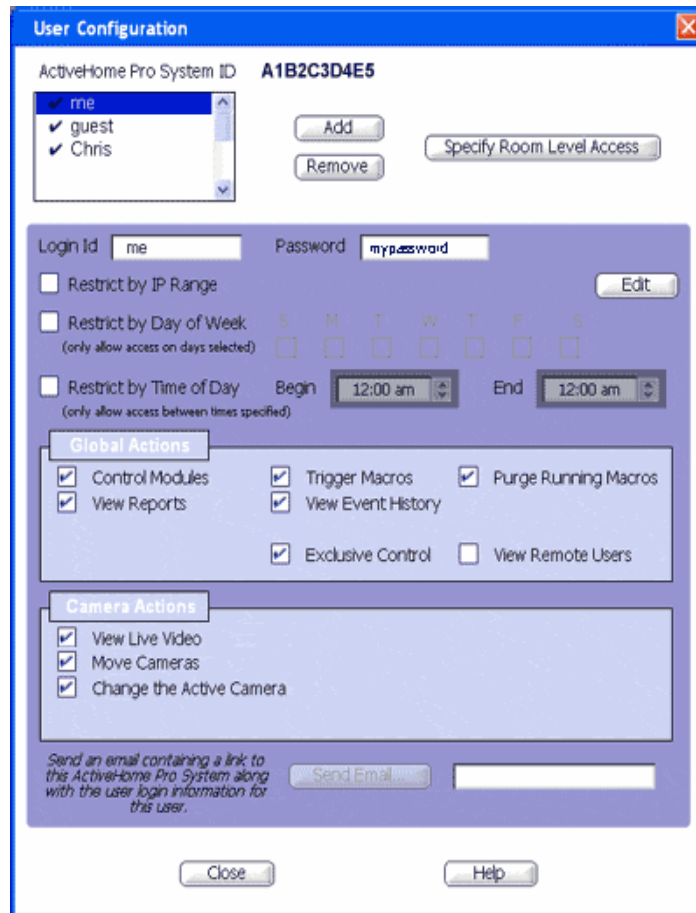 User Configuration
ActiveHome Pro System ID A1B2C3D4E5
me
guest
Chris
Add
Remove
Specify Room Level Access
Login Id me Password mypassword
Restrict by IP Range Edit
Restrict by Day of Week S M T W T F S
(only allow access on days selected)
Restrict by Time of Day Begin 12:00 am End 12:00 am
(only allow access between times specified)
Global Actions
Control Modules Trigger Macros Purge Running Macros
View Reports View Event History
Exclusive Control View Remote Users
Camera Actions
View Live Video
Move Cameras
Change the Active Camera
Send an email containing a link to
this ActiveHome Pro System along
with the user login information for
this user.
Send Email...
Close Help